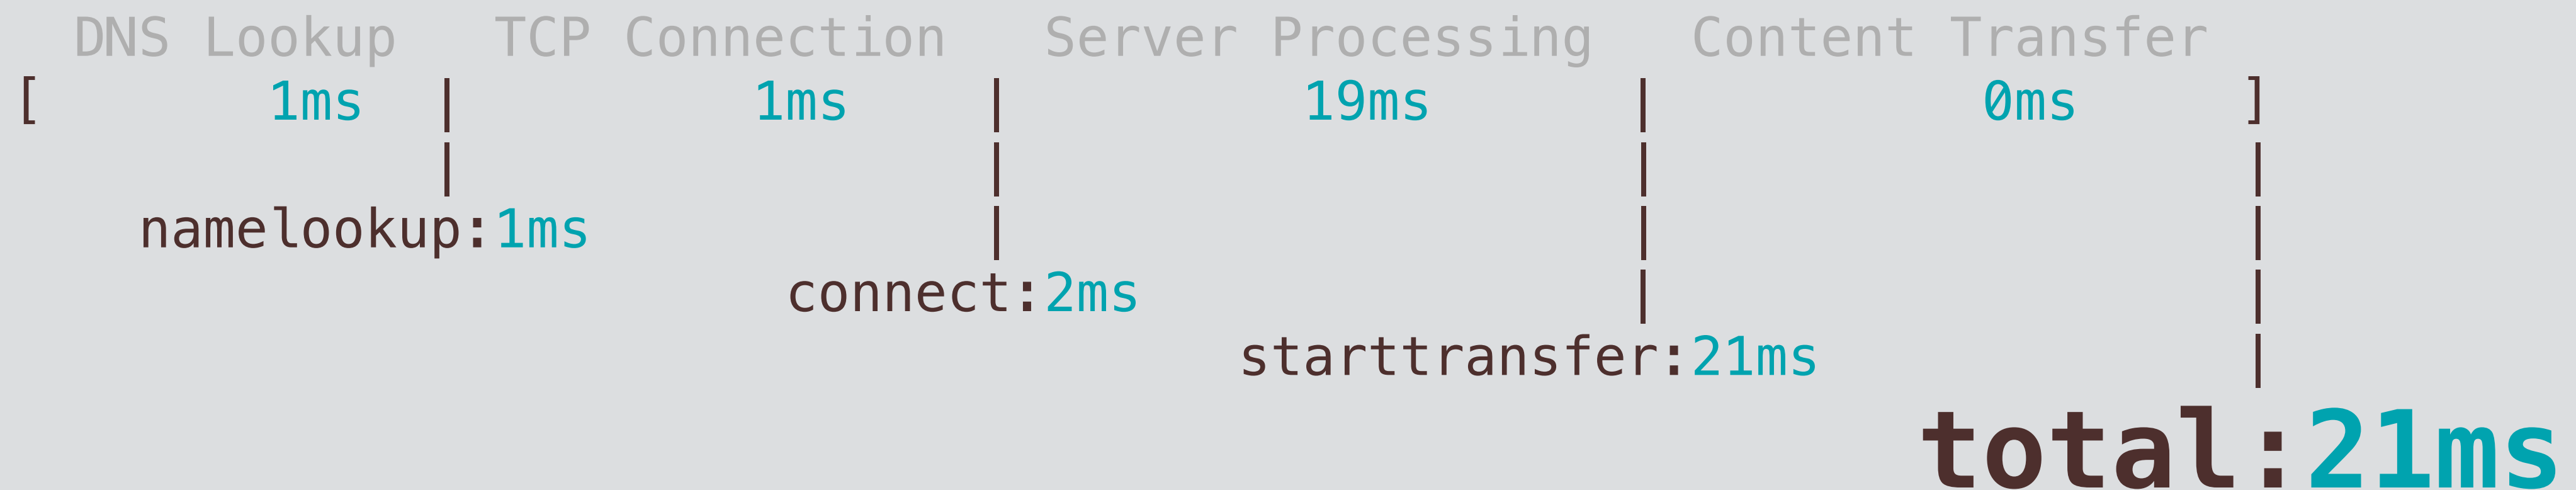 DNS Lookup   TCP Connection   Server Processing   Content Transfer
[       1ms  |         1ms    |         19ms      |          0ms     ]
|                |                   |                  |
namelookup:1ms            |                   |                  |
connect:2ms               |                  |
starttransfer:21ms             |
total:21ms